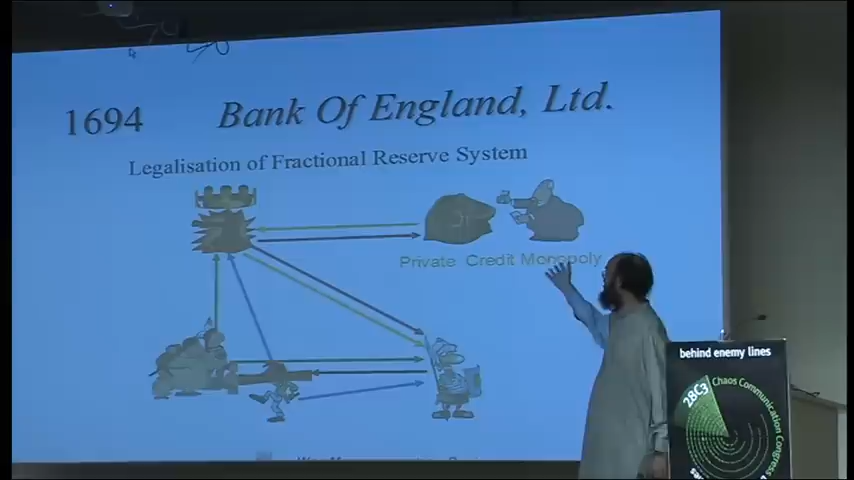 1694 Bank Of England, Ltd.
Legalisation of Fractional Reserve System
Private Credit Monopoly
behind enemy lines
28C3 Chaos Communication Congress